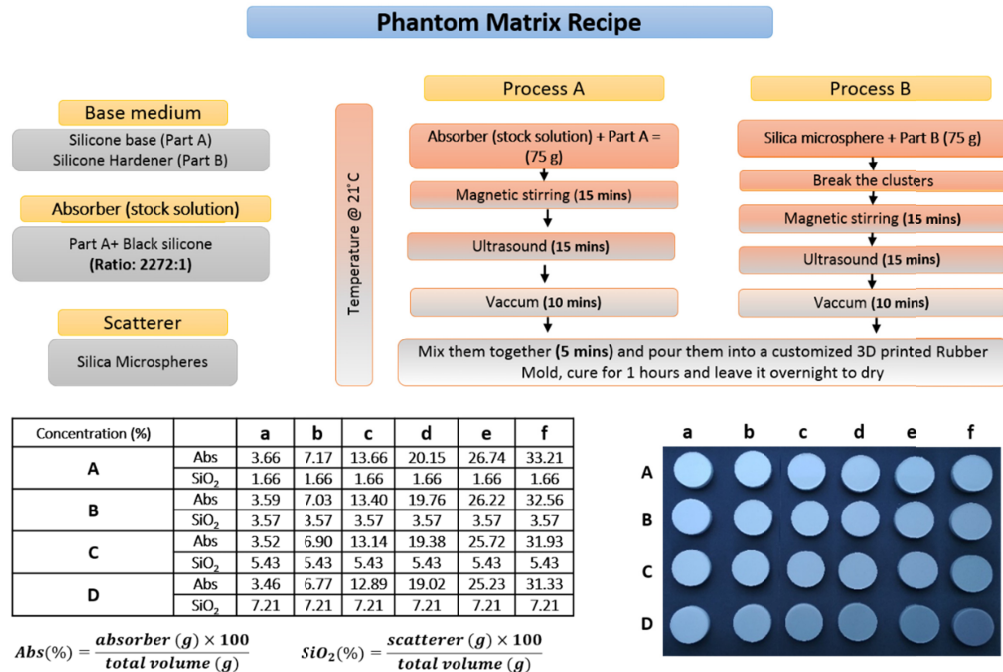 Phantom Matrix Recipe
Base medium
Silicone base (Part A)
Silicone Hardener (Part B)
Absorber (stock solution)
Part A+ Black silicone
(Ratio: 2272:1)
Scatterer
Silica Microspheres
Temperature @ 21°C
Process A
Absorber (stock solution) + Part A =
(75 g)
Magnetic stirring (15 mins)
Ultrasound (15 mins)
Vaccum (10 mins)
Process B
Silica microsphere + Part B (75 g)
Break the clusters
Magnetic stirring (15 mins)
Ultrasound (15 mins)
Vaccum (10 mins)
Mix them together (5 mins) and pour them into a customized 3D printed Rubber
Mold, cure for 1 hours and leave it overnight to dry
Concentration (%) a b c d e f
A Abs 3.66 7.17 13.66 20.15 26.74 33.21
SiO₂ 1.66 1.66 1.66 1.66 1.66 1.66
B Abs 3.59 7.03 13.40 19.76 26.22 32.56
SiO₂ 3.57 3.57 3.57 3.57 3.57 3.57
C Abs 3.52 6.90 13.14 19.38 25.72 31.93
SiO₂ 5.43 5.43 5.43 5.43 5.43 5.43
D Abs 3.46 6.77 12.89 19.02 25.23 31.33
SiO₂ 7.21 7.21 7.21 7.21 7.21 7.21
Abs(%) = absorber (g) × 100 / total volume (g)
SiO₂(%) = scatterer (g) × 100 / total volume (g)
a b c d e f
A
B
C
D